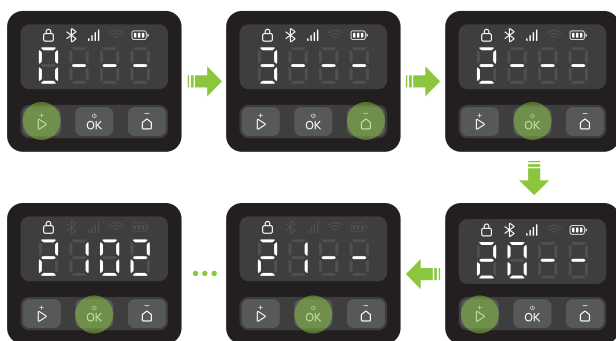 0---
+ OK −
3---
+ OK −
2---
+ OK −
2102
+ OK −
21--
+ OK −
20--
+ OK −